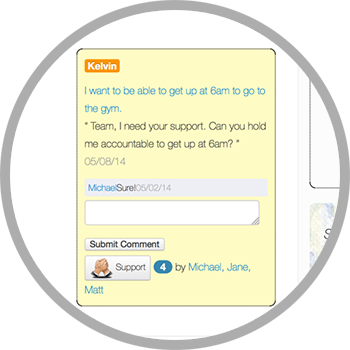 Kelvin
I want to be able to get up at 6am to go to
the gym.
" Team, I need your support. Can you hold
me accountable to get up at 6am? "
05/08/14
MichaelSure!05/02/14
Submit Comment
Support 4 by Michael, Jane,
Matt
S